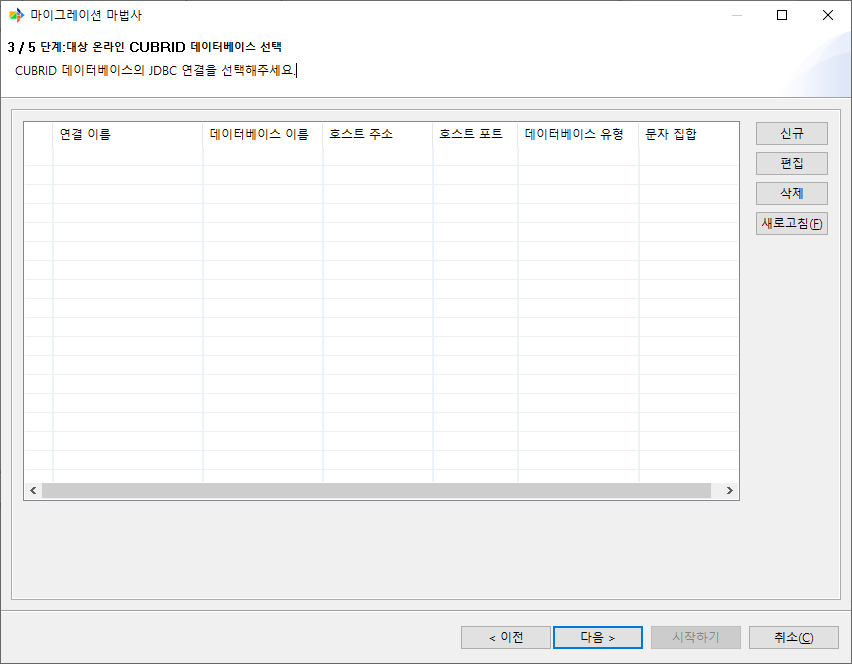 마이그레이션 마법사
3 / 5 단계:대상 온라인 CUBRID 데이터베이스 선택
CUBRID 데이터베이스의 JDBC 연결을 선택해주세요.
연결 이름 데이터베이스 이름 호스트 주소 호스트 포트 데이터베이스 유형 문자 집합
신규
편집
삭제
새로고침(F)
< 이전 다음 > 시작하기 취소(C)